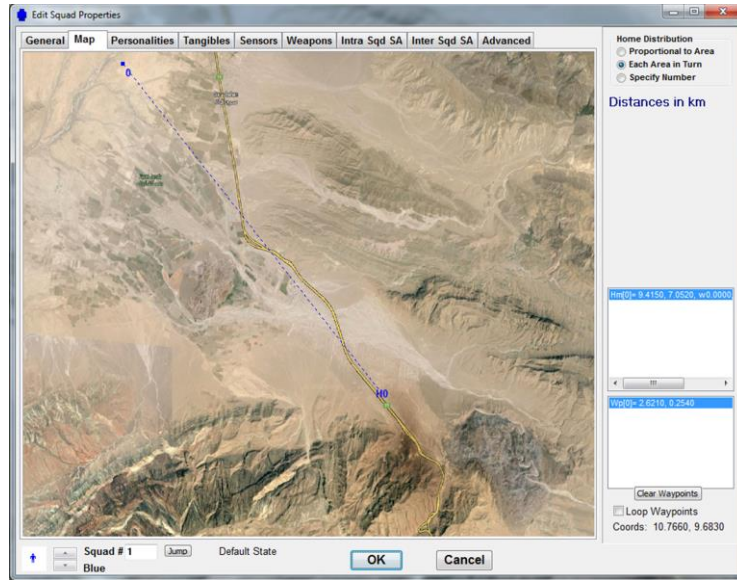 Edit Squad Properties
General Map Personalities Tangibles Sensors Weapons Intra Sqd SA Inter Sqd SA Advanced
Home Distribution
Proportional to Area
Each Area in Turn
Specify Number
Distances in km
0
H0
Hm[0]= 9.4150, 7.0520, w0.0000
Wp[0]= 2.6210, 0.2540
Clear Waypoints
Loop Waypoints
Coords: 10.7660, 9.6830
Squad # 1 Jump Default State
Blue
OK Cancel